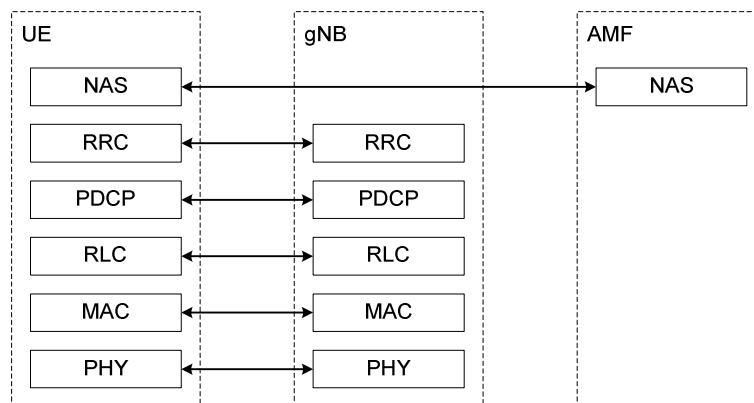 UE gNB AMF
NAS NAS
RRC RRC
PDCP PDCP
RLC RLC
MAC MAC
PHY PHY